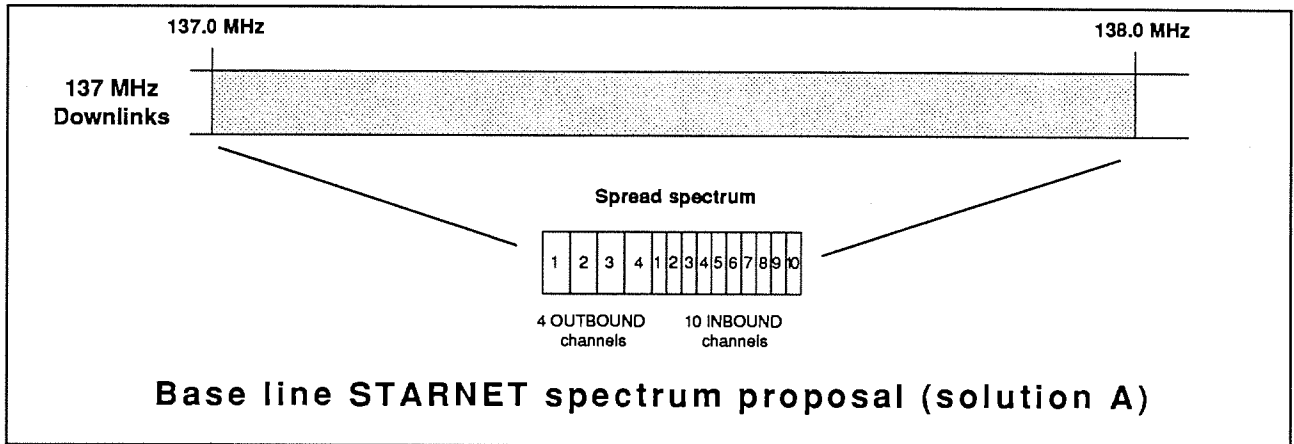 137.0 MHz
138.0 MHz
137 MHz
Downlinks
Spread spectrum
1 2 3 4 1 2 3 4 5 6 7 8 9 10
4 OUTBOUND
channels
10 INBOUND
channels
Base line STARNET spectrum proposal (solution A)